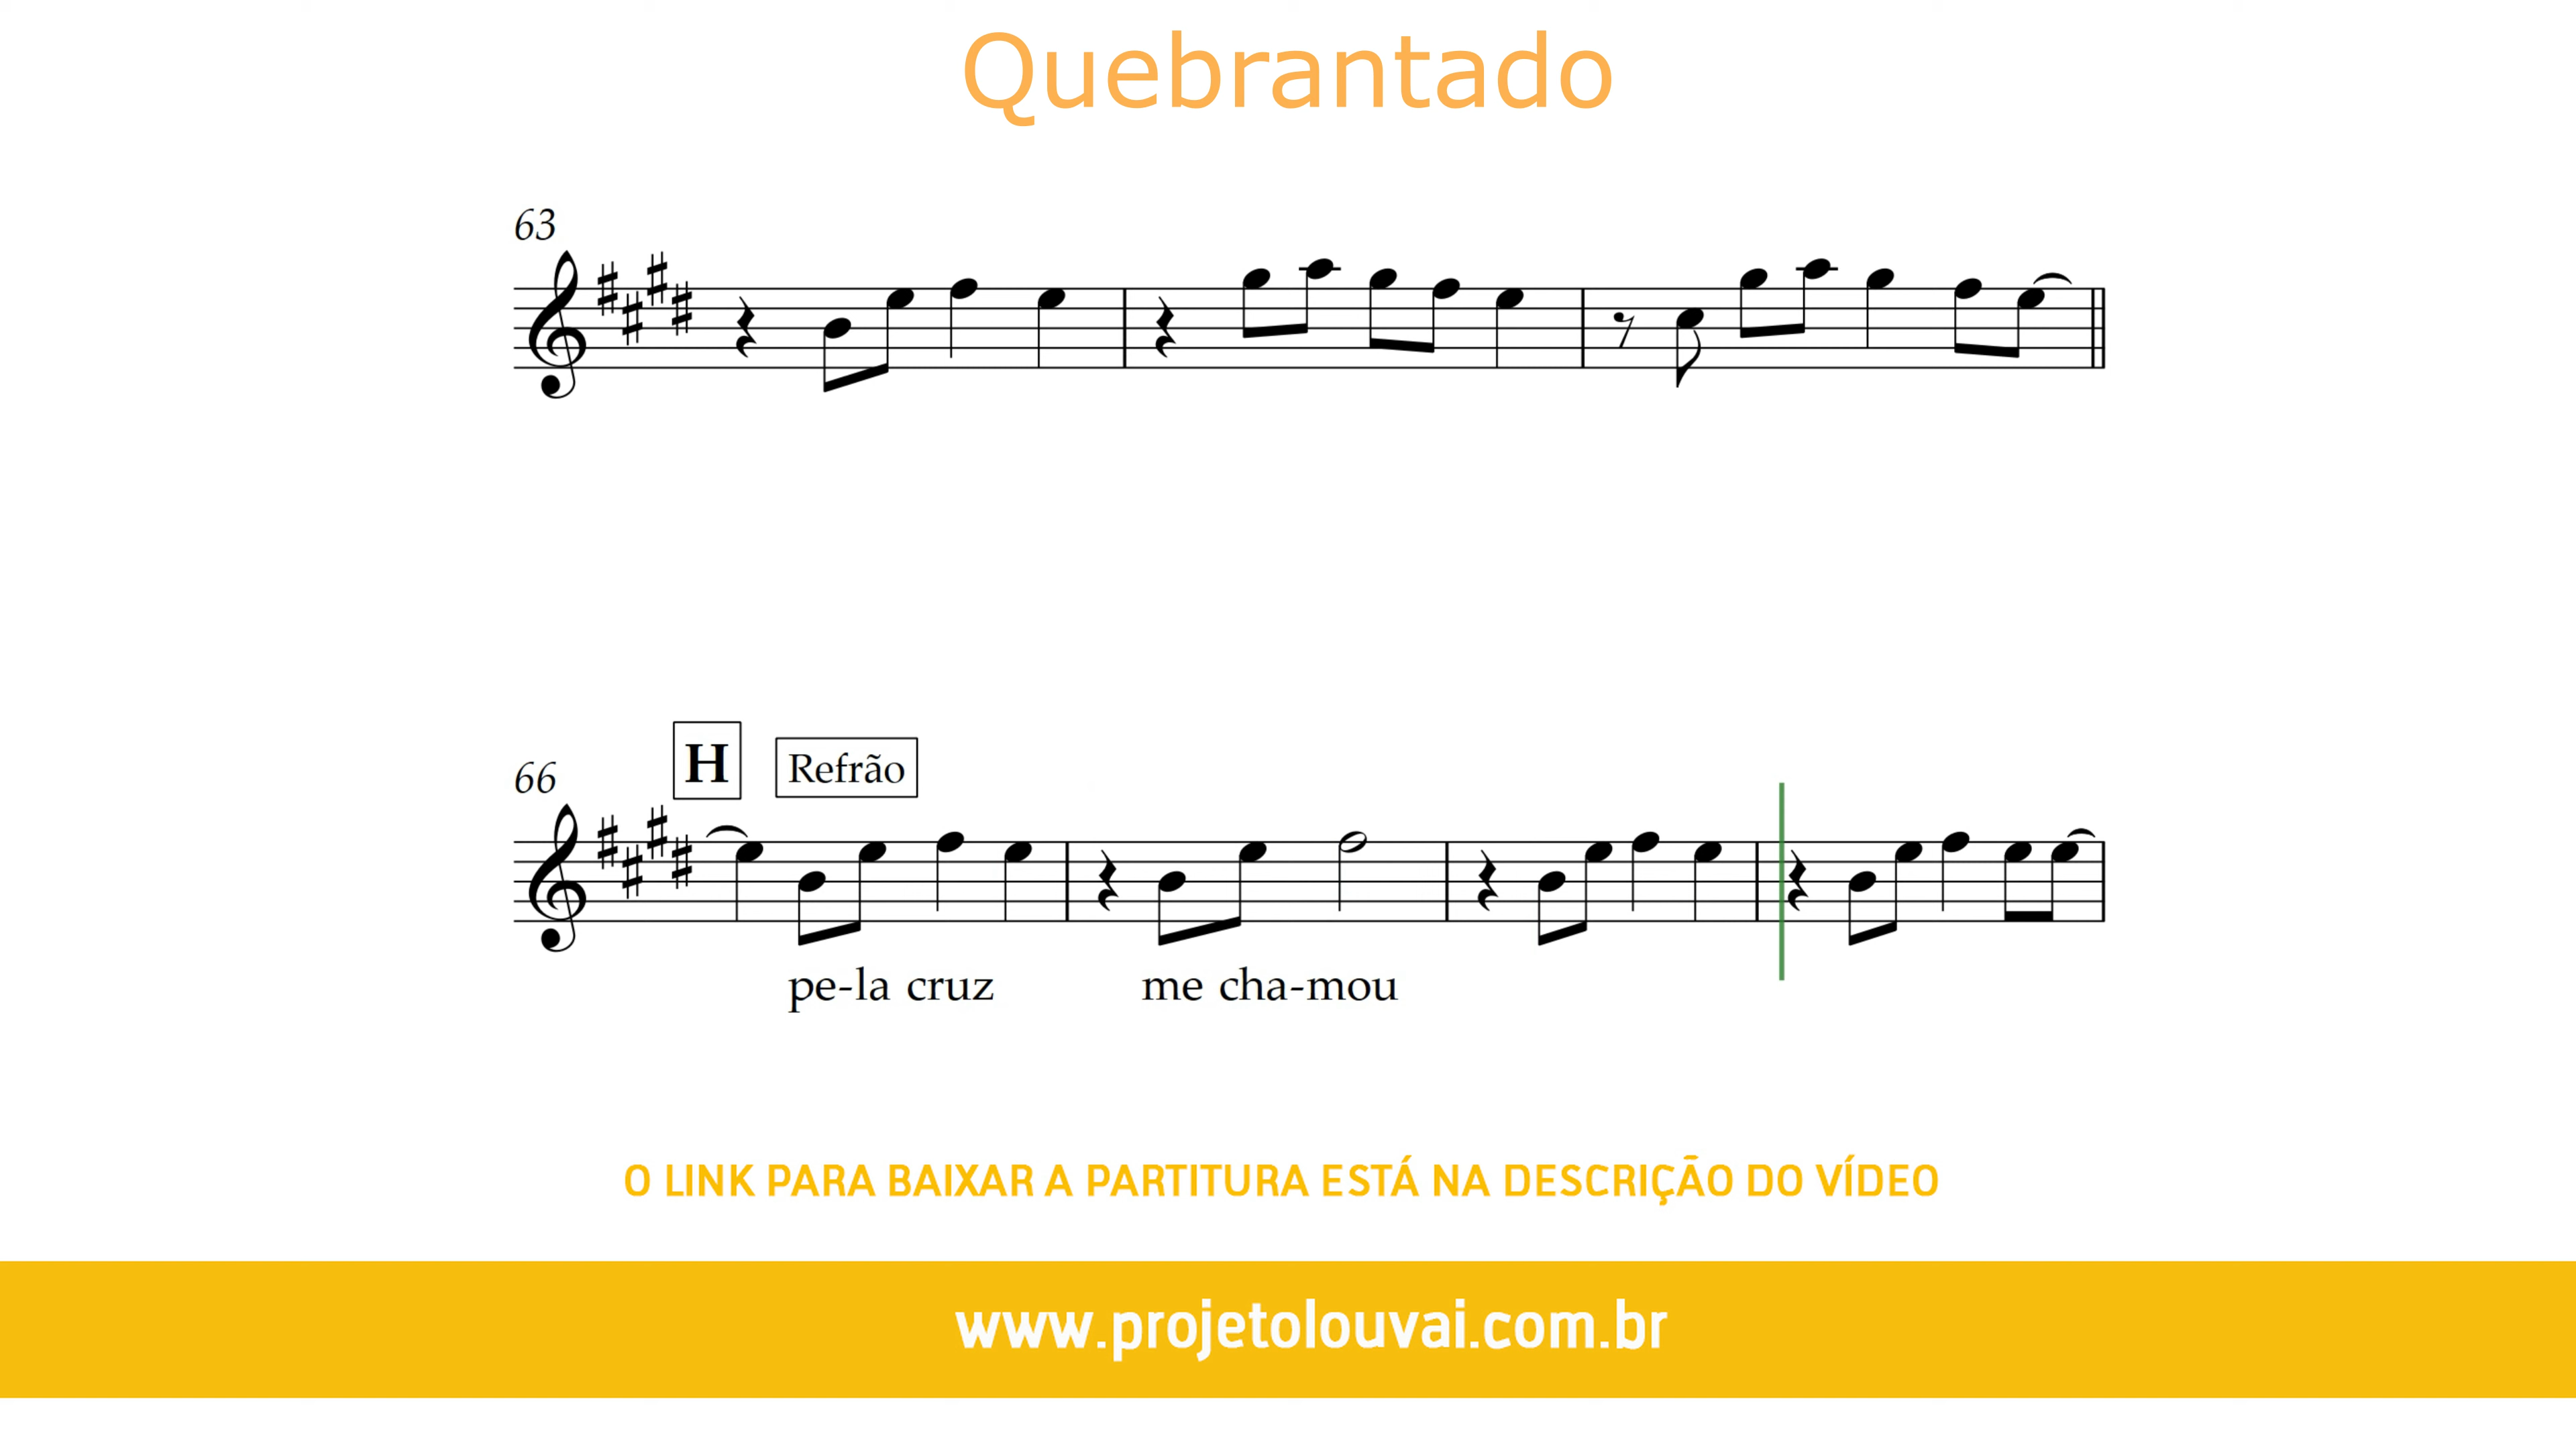 Quebrantado
63
66
H
Refrão
pe-la cruz me cha-mou
O LINK PARA BAIXAR A PARTITURA ESTÁ NA DESCRIÇÃO DO VÍDEO
www.projetolouvai.com.br